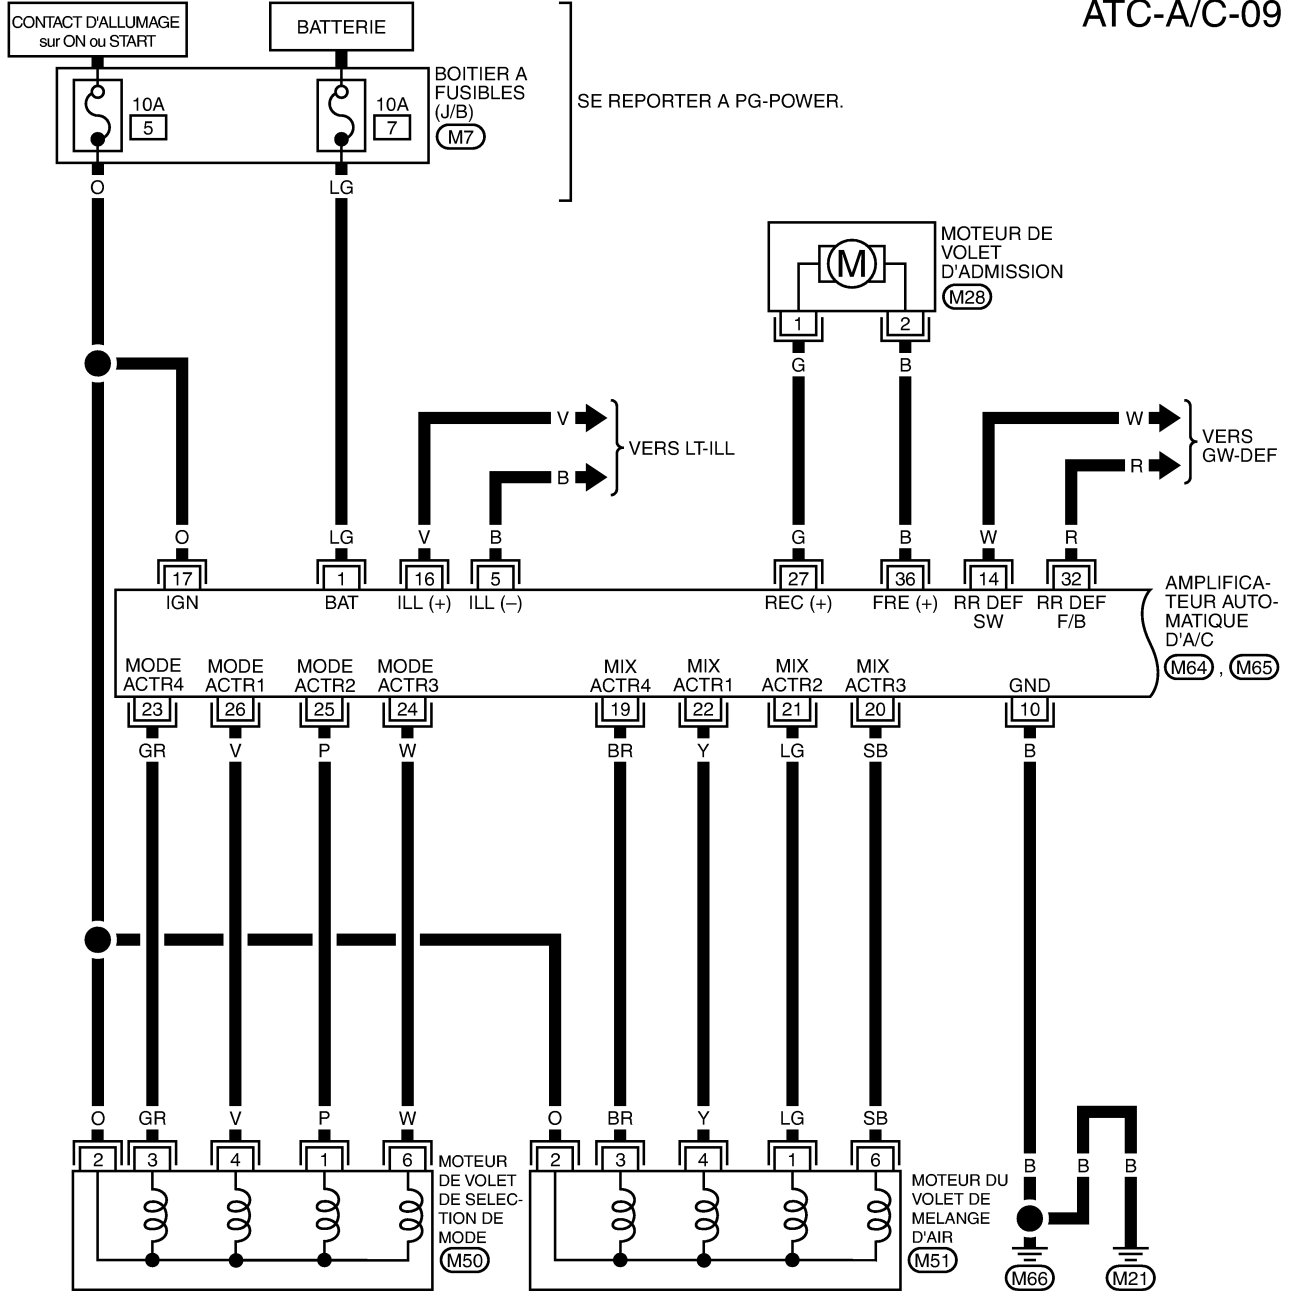 ATC-A/C-09
CONTACT D'ALLUMAGE
sur ON ou START
BATTERIE
BOITIER A
FUSIBLES
(J/B)
M7
10A
5
10A
7
SE REPORTER A PG-POWER.
O
LG
MOTEUR DE
VOLET
D'ADMISSION
M28
M
1
2
G
B
V
B
VERS LT-ILL
W
R
VERS
GW-DEF
O
LG
V
B
G
B
W
R
17
1
16
5
27
36
14
32
IGN
BAT
ILL (+)
ILL (–)
REC (+)
FRE (+)
RR DEF
SW
RR DEF
F/B
AMPLIFICA-
TEUR AUTO-
MATIQUE
D'A/C
M64 , M65
MODE
ACTR4
MODE
ACTR1
MODE
ACTR2
MODE
ACTR3
MIX
ACTR4
MIX
ACTR1
MIX
ACTR2
MIX
ACTR3
GND
23
26
25
24
19
22
21
20
10
GR
V
P
W
BR
Y
LG
SB
B
O
GR
V
P
W
O
BR
Y
LG
SB
2
3
4
1
6
MOTEUR
DE VOLET
DE SELEC-
TION DE
MODE
M50
2
3
4
1
6
MOTEUR DU
VOLET DE
MELANGE
D'AIR
M51
B
B
B
M66
M21